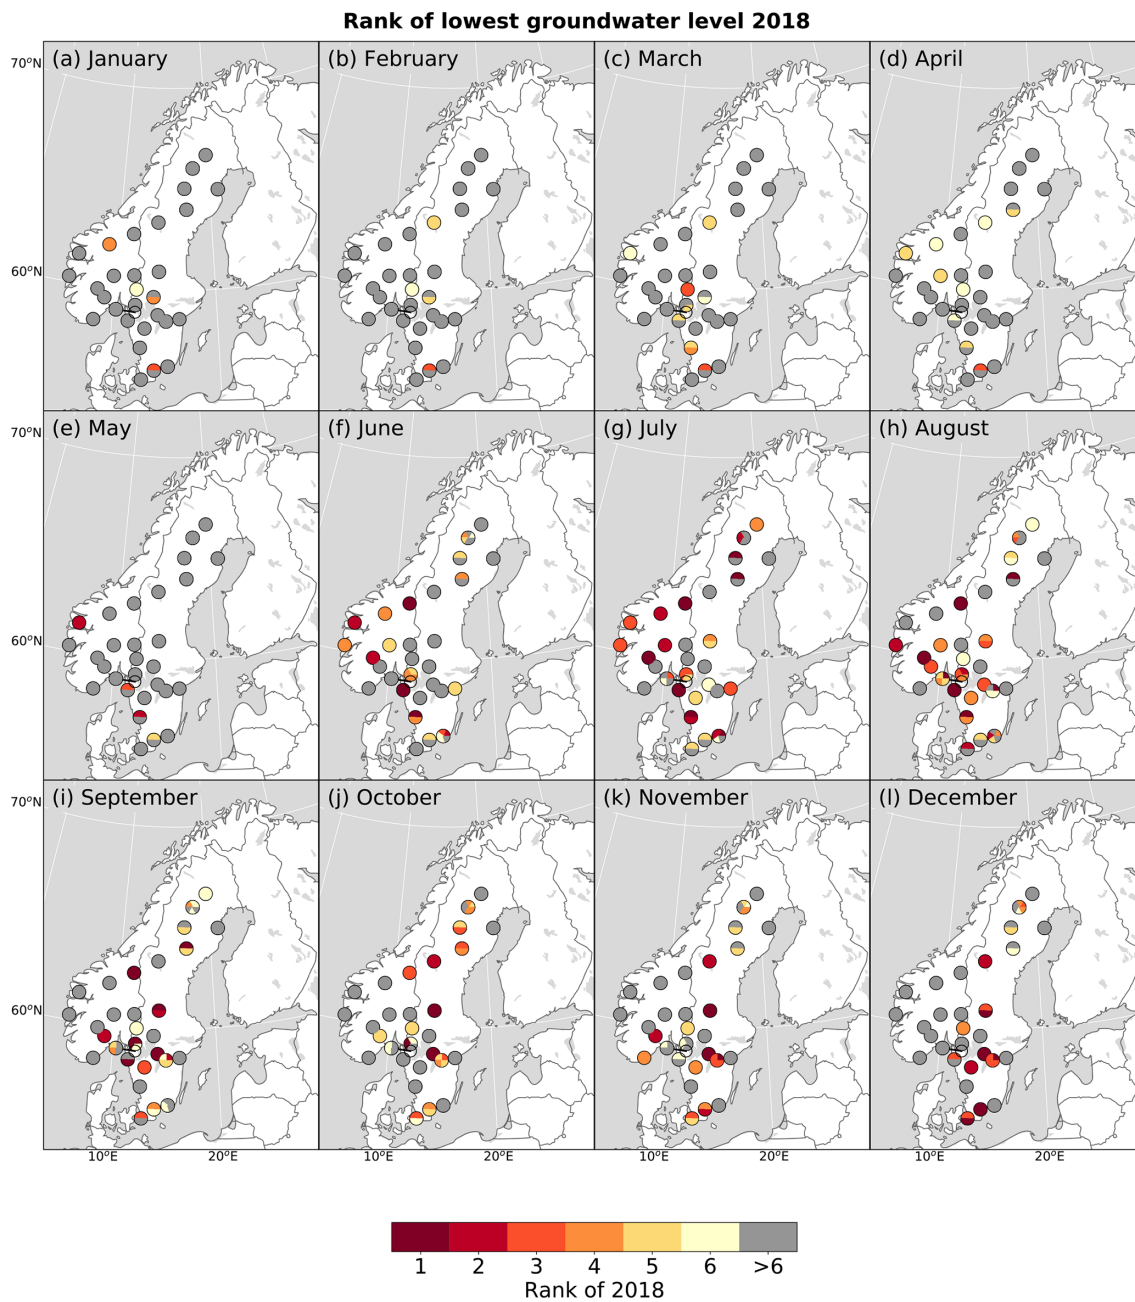 Rank of lowest groundwater level 2018
(a) January
(b) February
(c) March
(d) April
70°N
60°N
(e) May
(f) June
(g) July
(h) August
70°N
60°N
(i) September
(j) October
(k) November
(l) December
70°N
60°N
10°E 20°E 10°E 20°E 10°E 20°E 10°E 20°E
1 2 3 4 5 6 >6
Rank of 2018